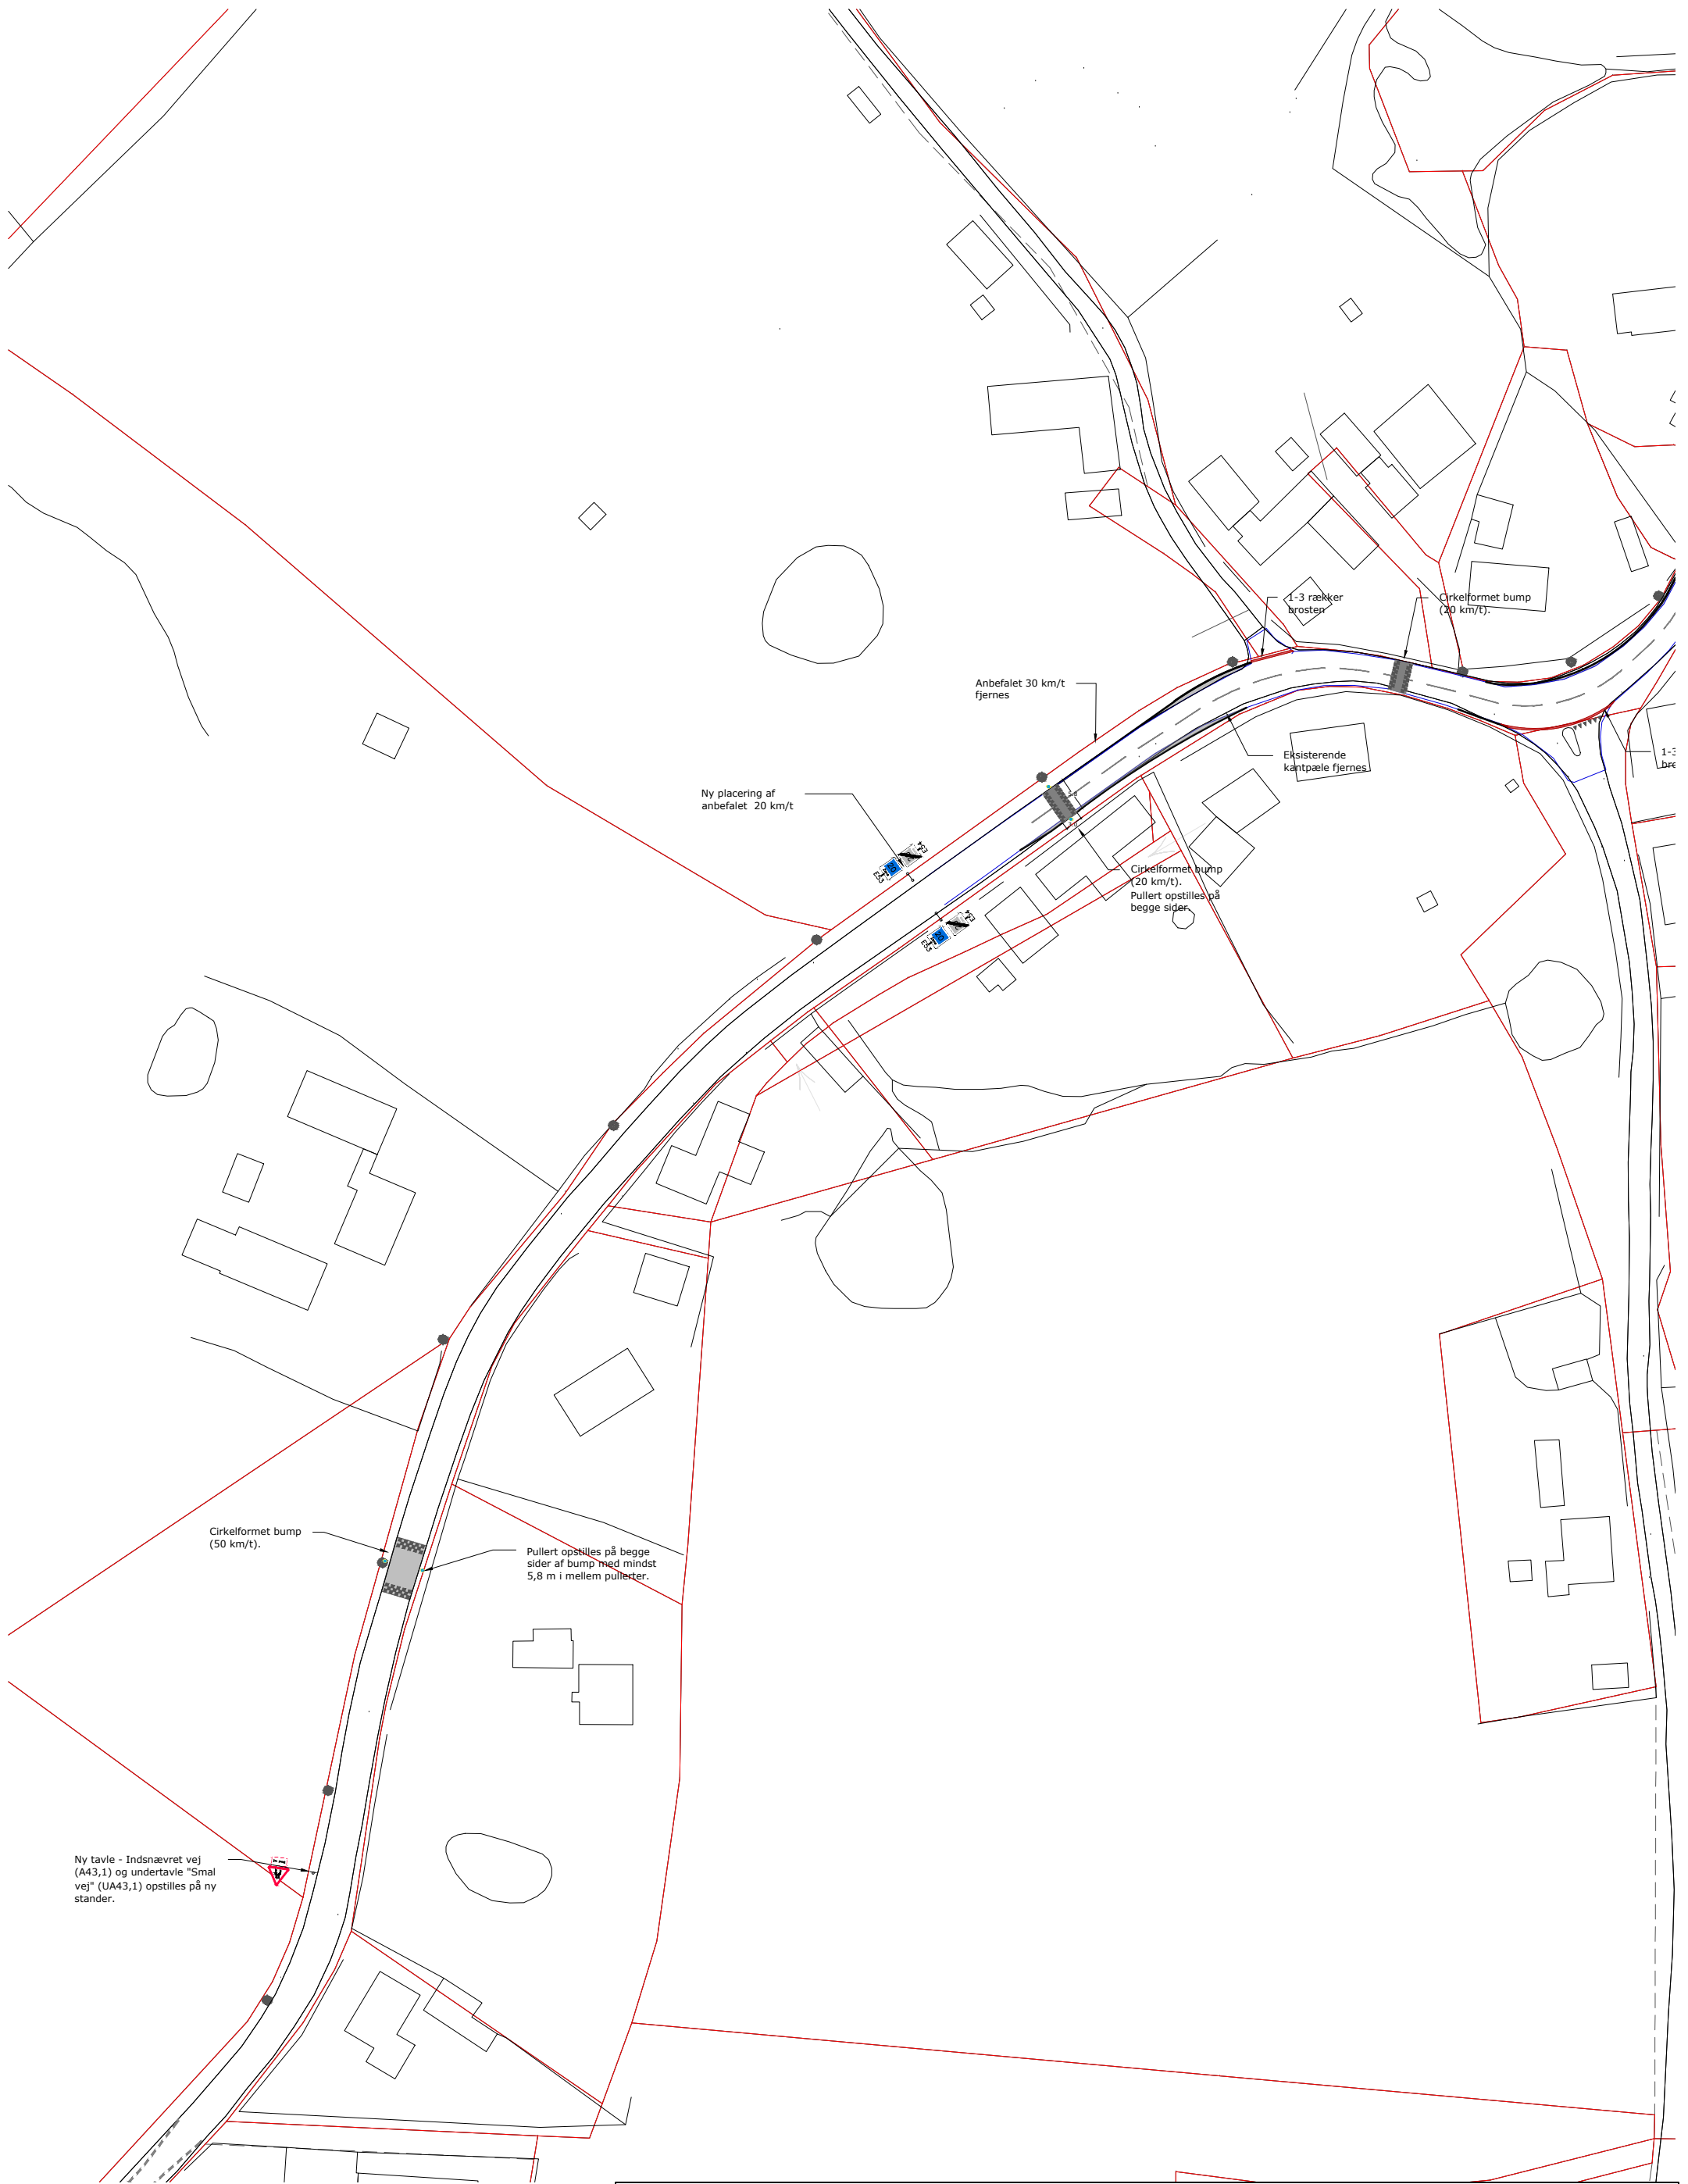 1-3 rækker
brosten
Cirkelformet bump
(20 km/t).
Anbefalet 30 km/t
fjernes
Eksisterende
kantpæle fjernes
1-3
Ny placering af
anbefalet  20 km/t
Cirkelformet bump
(20 km/t).
Pullert opstilles på
begge sider.
Cirkelformet bump
(50 km/t).
Pullert opstilles på begge
sider af bump med mindst
5,8 m i mellem pullerter.
Ny tavle - Indsnævret vej
(A43,1) og undertavle "Smal
vej" (UA43,1) opstilles på ny
stander.